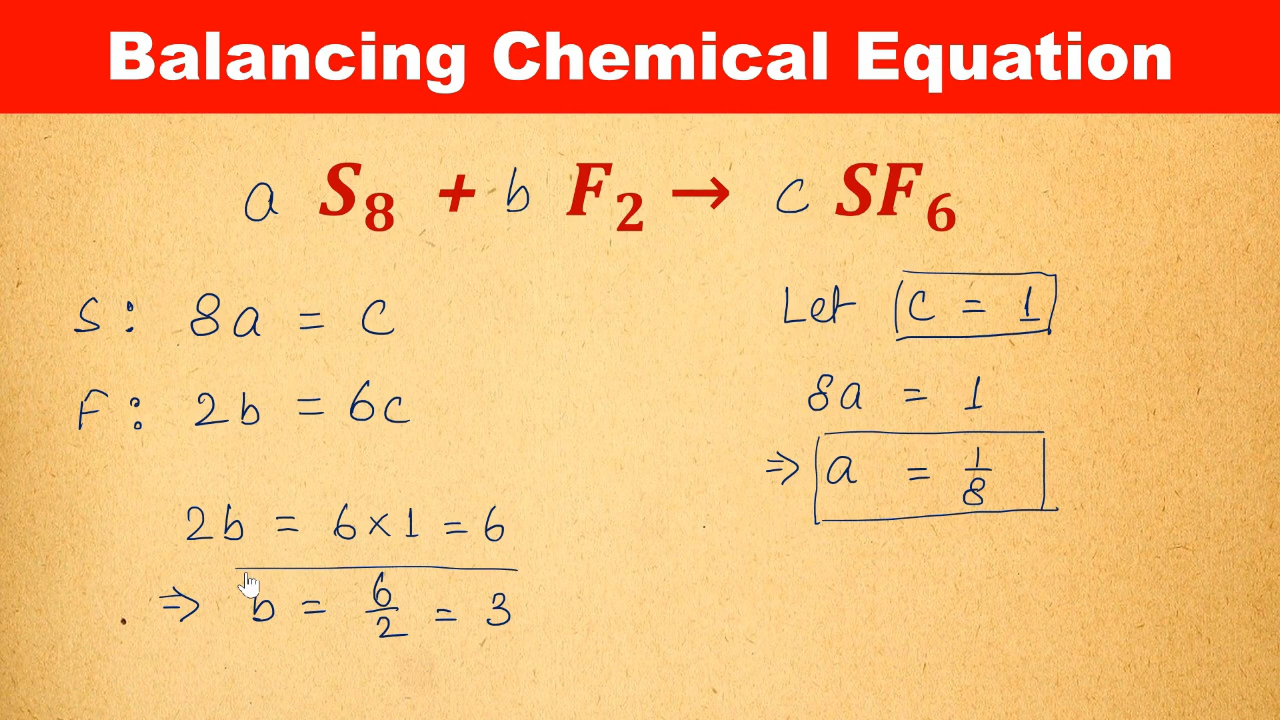 Balancing Chemical Equation
a S₈ + b F₂ → c SF₆
S : 8a = c
F : 2b = 6c
2b = 6×1 = 6
⇒ b = 6/2 = 3
Let c = 1
8a = 1
⇒ a = 1/8